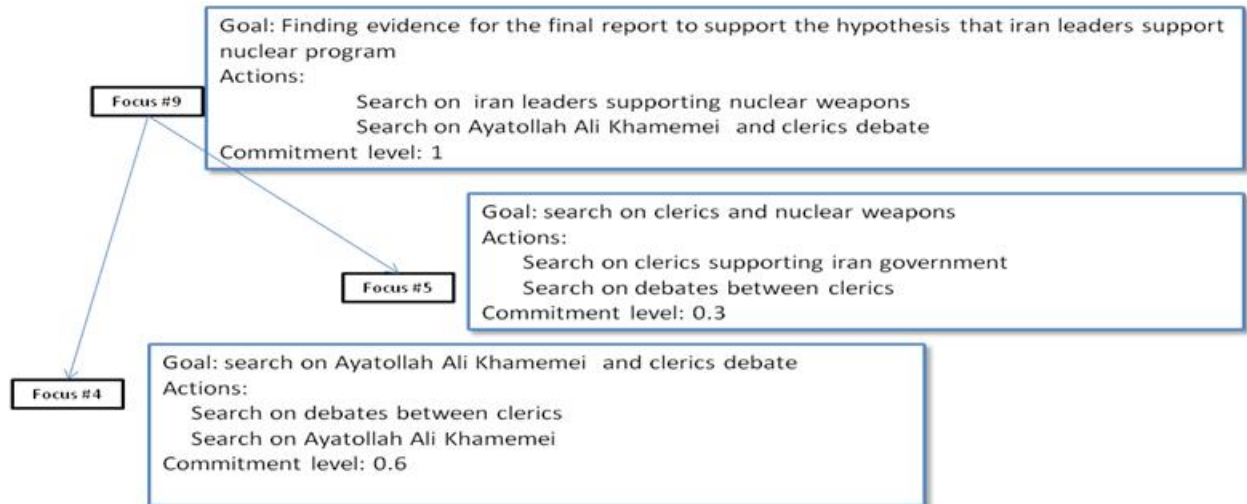 Goal: Finding evidence for the final report to support the hypothesis that iran leaders support
nuclear program
Actions:
Focus #9
Search on iran leaders supporting nuclear weapons
Search on Ayatollah Ali Khamemei and clerics debate
Commitment level: 1
Goal: search on clerics and nuclear weapons
Actions:
Search on clerics supporting iran government
Focus #5
Search on debates between clerics
Commitment level: 0.3
Goal: search on Ayatollah Ali Khamemei and clerics debate
Actions:
Focus #4
Search on debates between clerics
Search on Ayatollah Ali Khamemei
Commitment level: 0.6